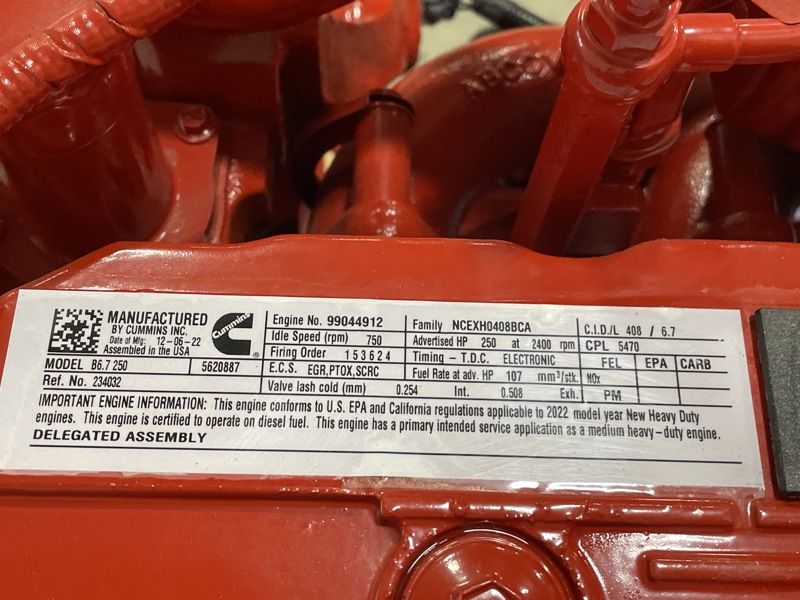 MANUFACTURED
BY CUMMINS INC.
Date of Mfg: 12-06-22
Assembled in the USA
Cummins
®
MODEL B6.7 250 5620887
Ref. No. 234032
Engine No. 99044912
Idle Speed (rpm) 750
Firing Order 1 5 3 6 2 4
E.C.S. EGR,PTOX,SCRC
Valve lash cold (mm) 0.254 Int. 0.508 Exh.
Family NCEXH0408BCA
Advertised HP 250 at 2400 rpm
Timing - T.D.C. ELECTRONIC
Fuel Rate at adv. HP 107 mm³/stk.
C.I.D./L 408 / 6.7
CPL 5470
FEL EPA CARB
NOx
PM
IMPORTANT ENGINE INFORMATION: This engine conforms to U.S. EPA and California regulations applicable to 2022 model year New Heavy Duty
engines. This engine is certified to operate on diesel fuel. This engine has a primary intended service application as a medium heavy-duty engine.
DELEGATED ASSEMBLY